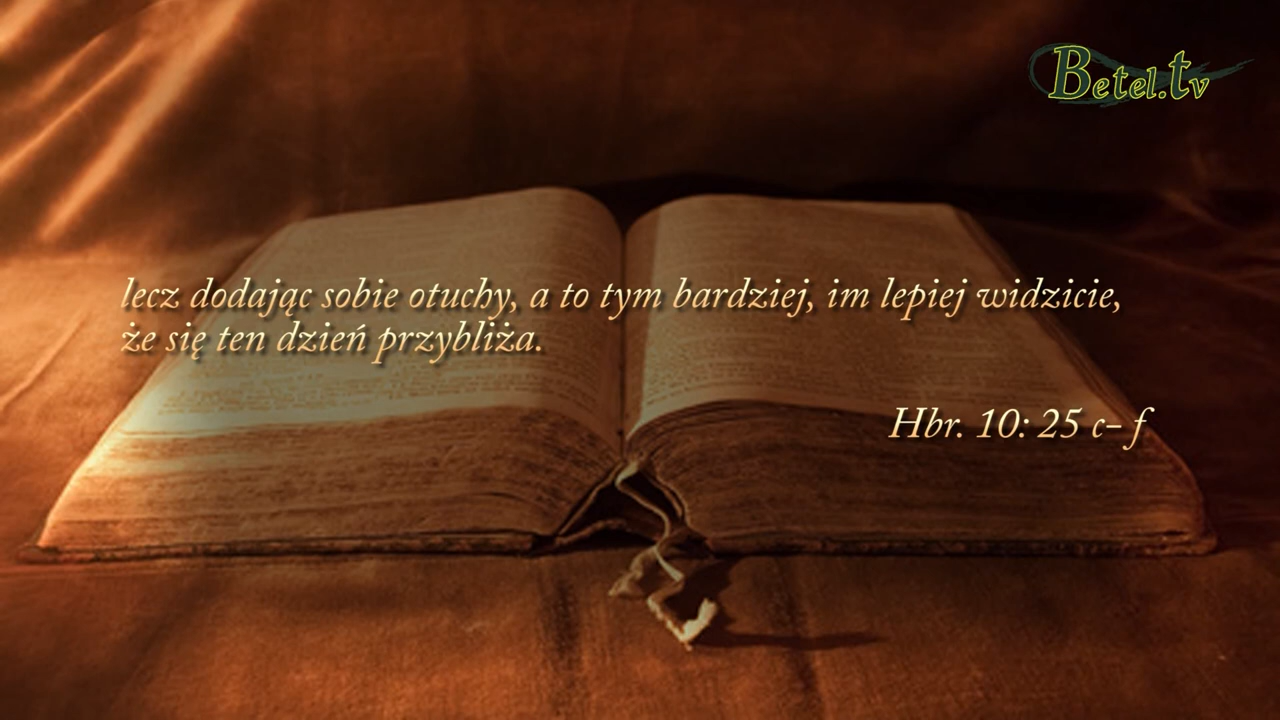 Betel.tv
lecz dodając sobie otuchy, a to tym bardziej, im lepiej widzicie,
że się ten dzień przybliża.
Hbr. 10: 25 c- f